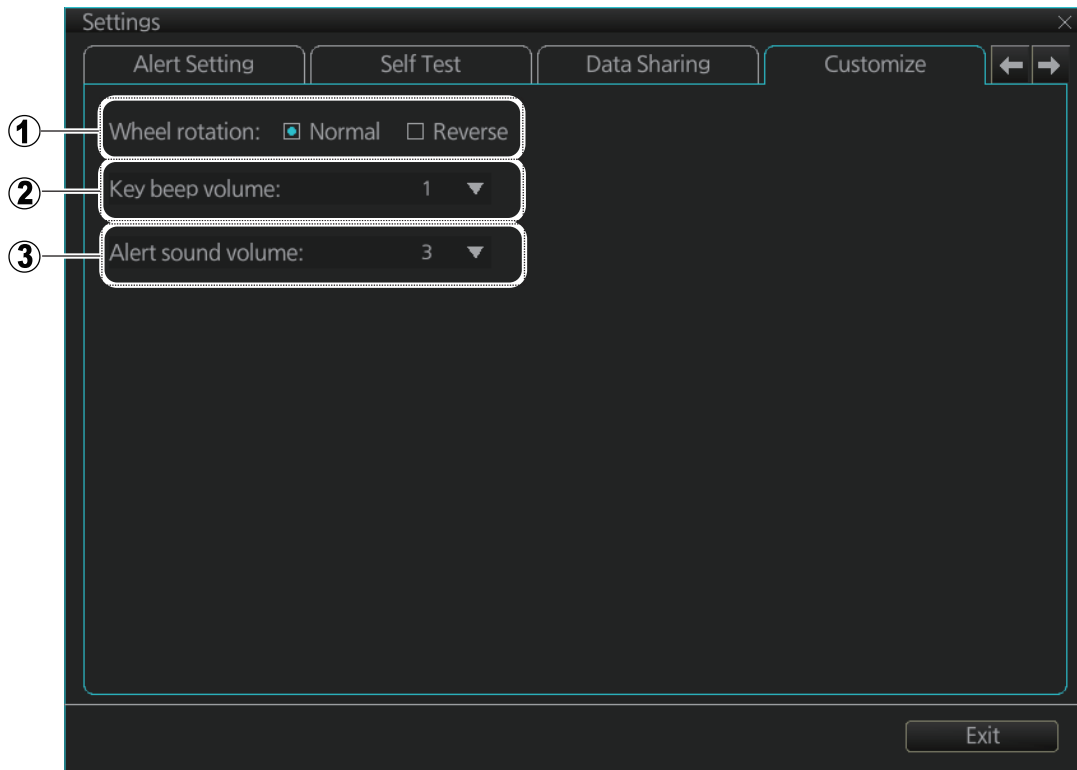 Settings
Alert Setting Self Test Data Sharing Customize
1 Wheel rotation: Normal Reverse
2 Key beep volume: 1
3 Alert sound volume: 3
Exit